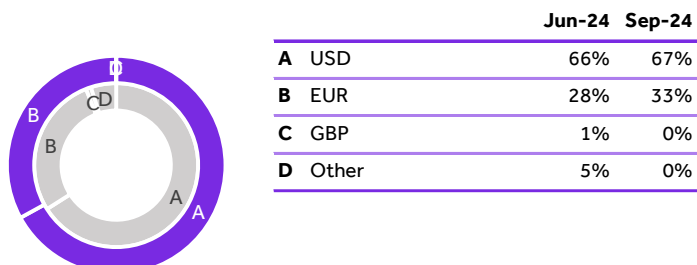 Jun-24 Sep-24
A USD 66% 67%
B EUR 28% 33%
C GBP 1% 0%
D Other 5% 0%
D
C D
B
B
A
A